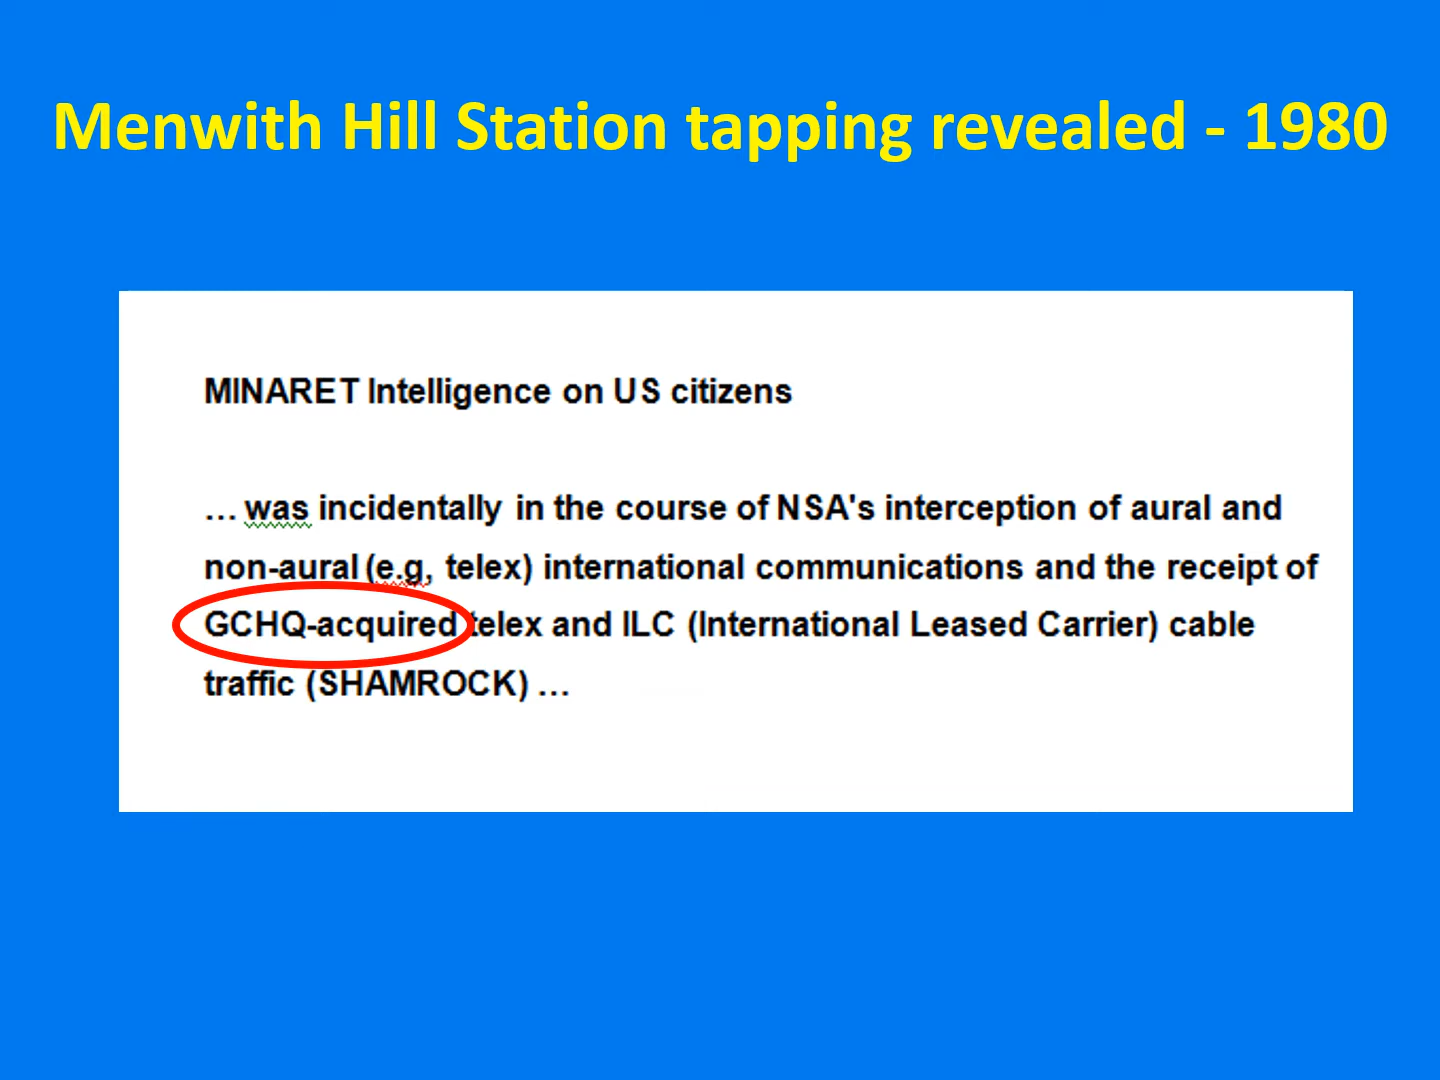 Menwith Hill Station tapping revealed - 1980
MINARET Intelligence on US citizens
… was incidentally in the course of NSA's interception of aural and
non-aural (e.g, telex) international communications and the receipt of
GCHQ-acquired telex and ILC (International Leased Carrier) cable
traffic (SHAMROCK) …